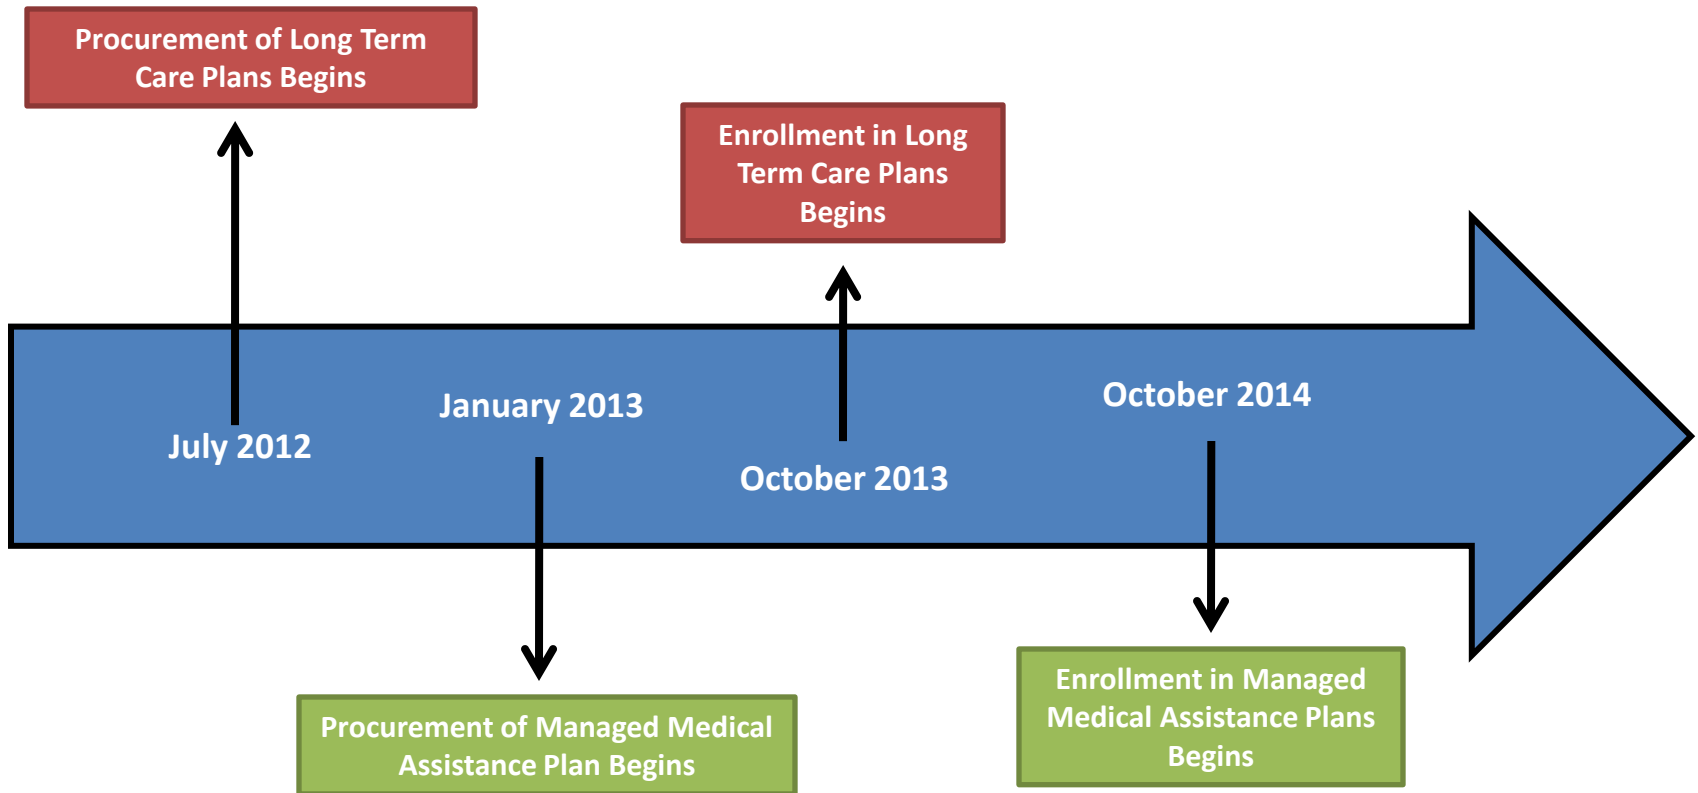 Procurement of Long Term
Care Plans Begins
Enrollment in Long
Term Care Plans
Begins
July 2012
January 2013
October 2013
October 2014
Procurement of Managed Medical
Assistance Plan Begins
Enrollment in Managed
Medical Assistance Plans
Begins